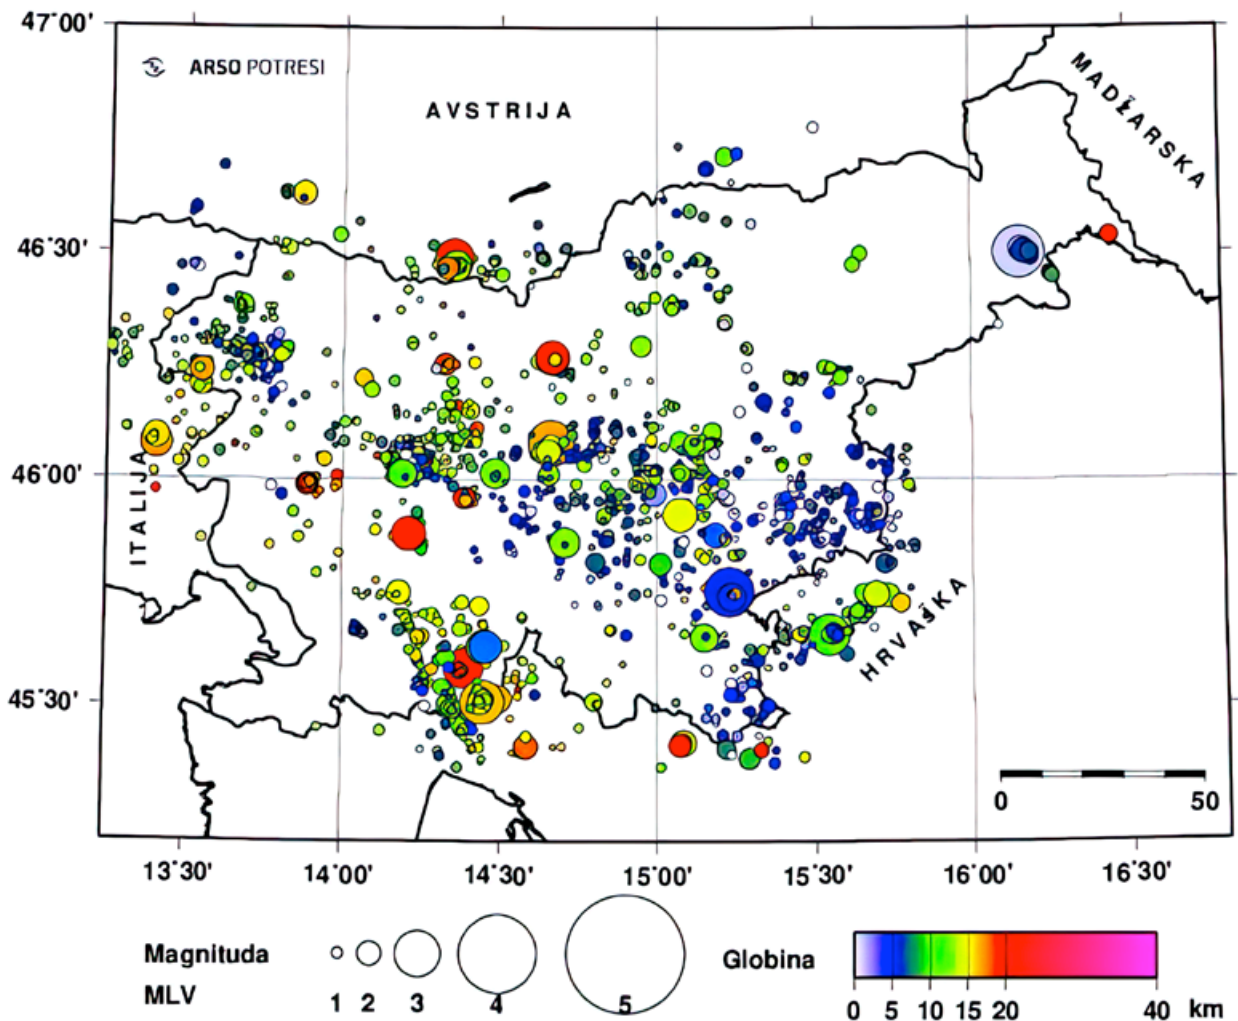 47°00'
ARSO POTRESI
AVSTRIJA
MADŽARSKA
46°30'
46°00'
ITALIJA
HRVAŠKA
45°30'
0 50
13°30' 14°00' 14°30' 15°00' 15°30' 16°00' 16°30'
Magnituda
MLV 1 2 3 4 5
Globina
0 5 10 15 20 40 km